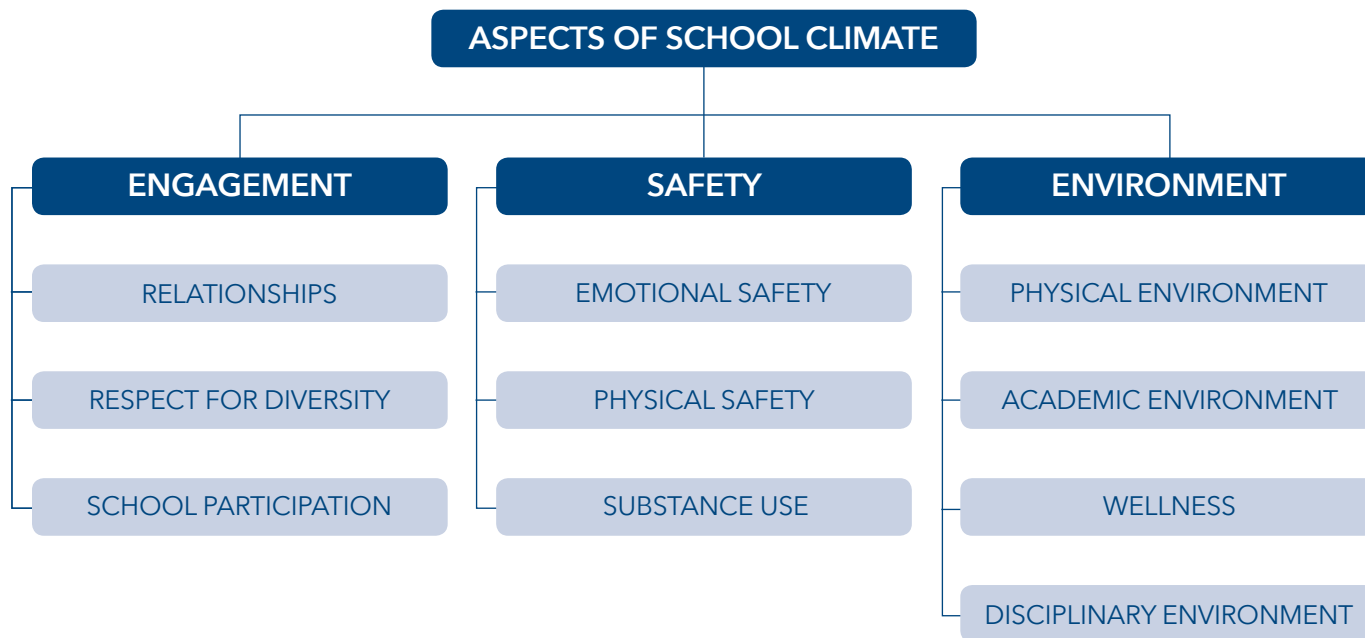 ASPECTS OF SCHOOL CLIMATE
ENGAGEMENT
RELATIONSHIPS
RESPECT FOR DIVERSITY
SCHOOL PARTICIPATION
SAFETY
EMOTIONAL SAFETY
PHYSICAL SAFETY
SUBSTANCE USE
ENVIRONMENT
PHYSICAL ENVIRONMENT
ACADEMIC ENVIRONMENT
WELLNESS
DISCIPLINARY ENVIRONMENT